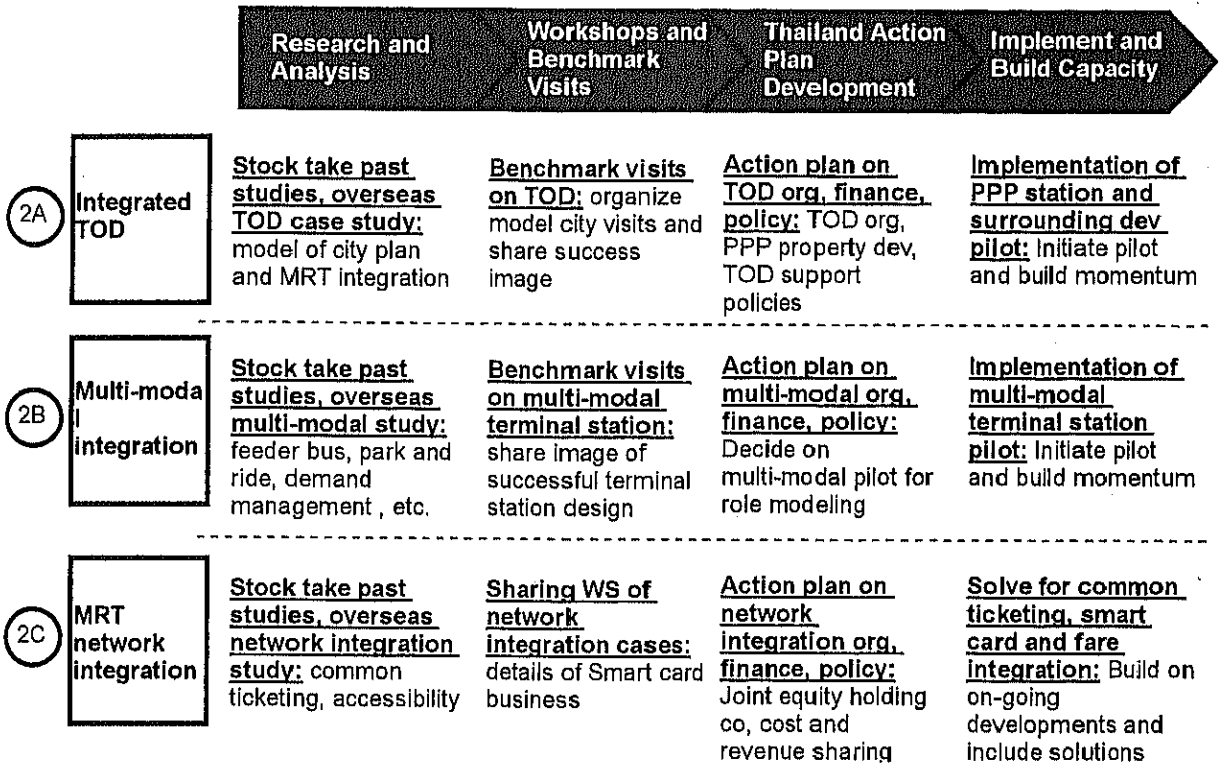 Research and
Analysis
Workshops and
Benchmark
Visits
Thailand Action
Plan
Development
Implement and
Build Capacity
2A
Integrated
TOD
Stock take past
studies, overseas
TOD case study:
model of city plan
and MRT integration
Benchmark visits
on TOD: organize
model city visits and
share success
image
Action plan on
TOD org, finance,
policy: TOD org,
PPP property dev,
TOD support
policies
Implementation of
PPP station and
surrounding dev
pilot: Initiate pilot
and build momentum
2B
Multi-moda
l
integration
Stock take past
studies, overseas
multi-modal study:
feeder bus, park and
ride, demand
management , etc.
Benchmark visits
on multi-modal
terminal station:
share image of
successful terminal
station design
Action plan on
multi-modal org,
finance, policy:
Decide on
multi-modal pilot for
role modeling
Implementation of
multi-modal
terminal station
pilot: Initiate pilot
and build momentum
2C
MRT
network
integration
Stock take past
studies, overseas
network integration
study: common
ticketing, accessibility
Sharing WS of
network
integration cases:
details of Smart card
business
Action plan on
network
integration org,
finance, policy:
Joint equity holding
co, cost and
revenue sharing
Solve for common
ticketing, smart
card and fare
integration: Build on
on-going
developments and
include solutions